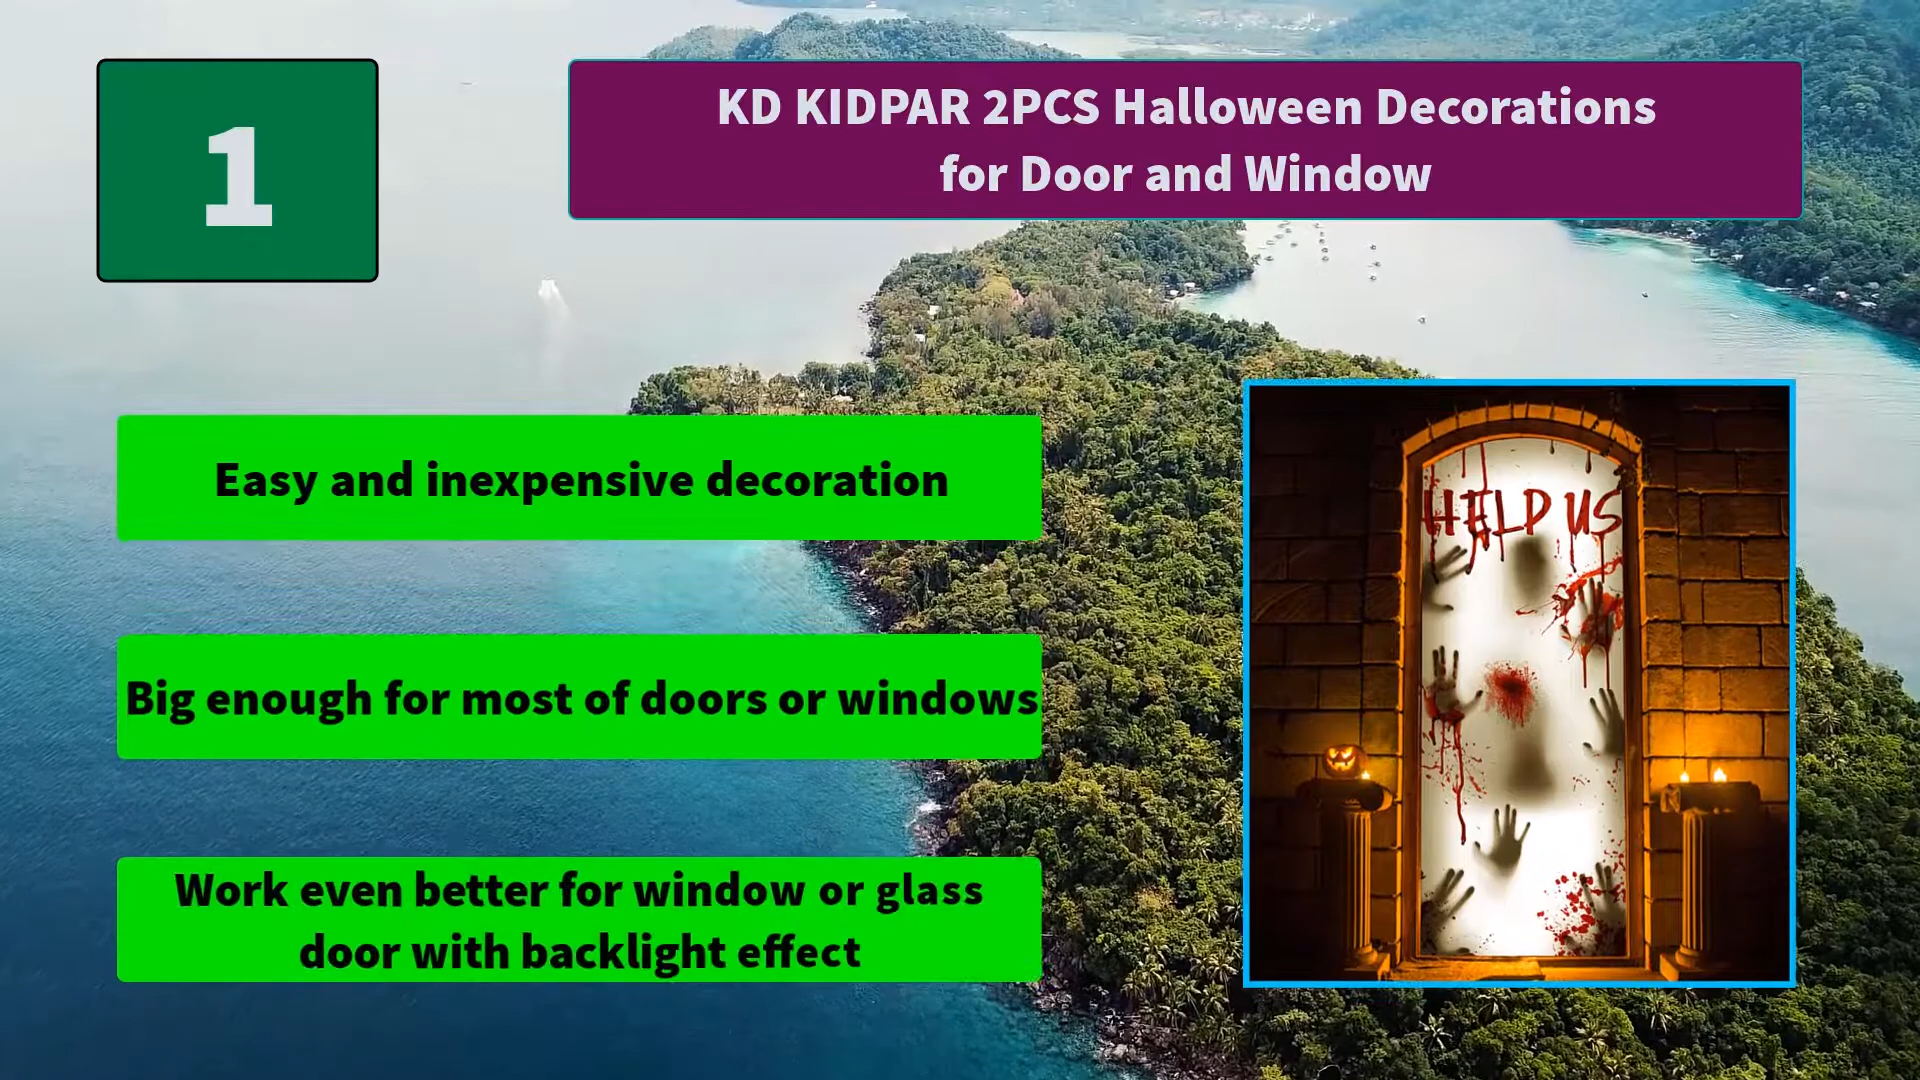 1
KD KIDPAR 2PCS Halloween Decorations
for Door and Window
Easy and inexpensive decoration
Big enough for most of doors or windows
Work even better for window or glass
door with backlight effect
HELP US